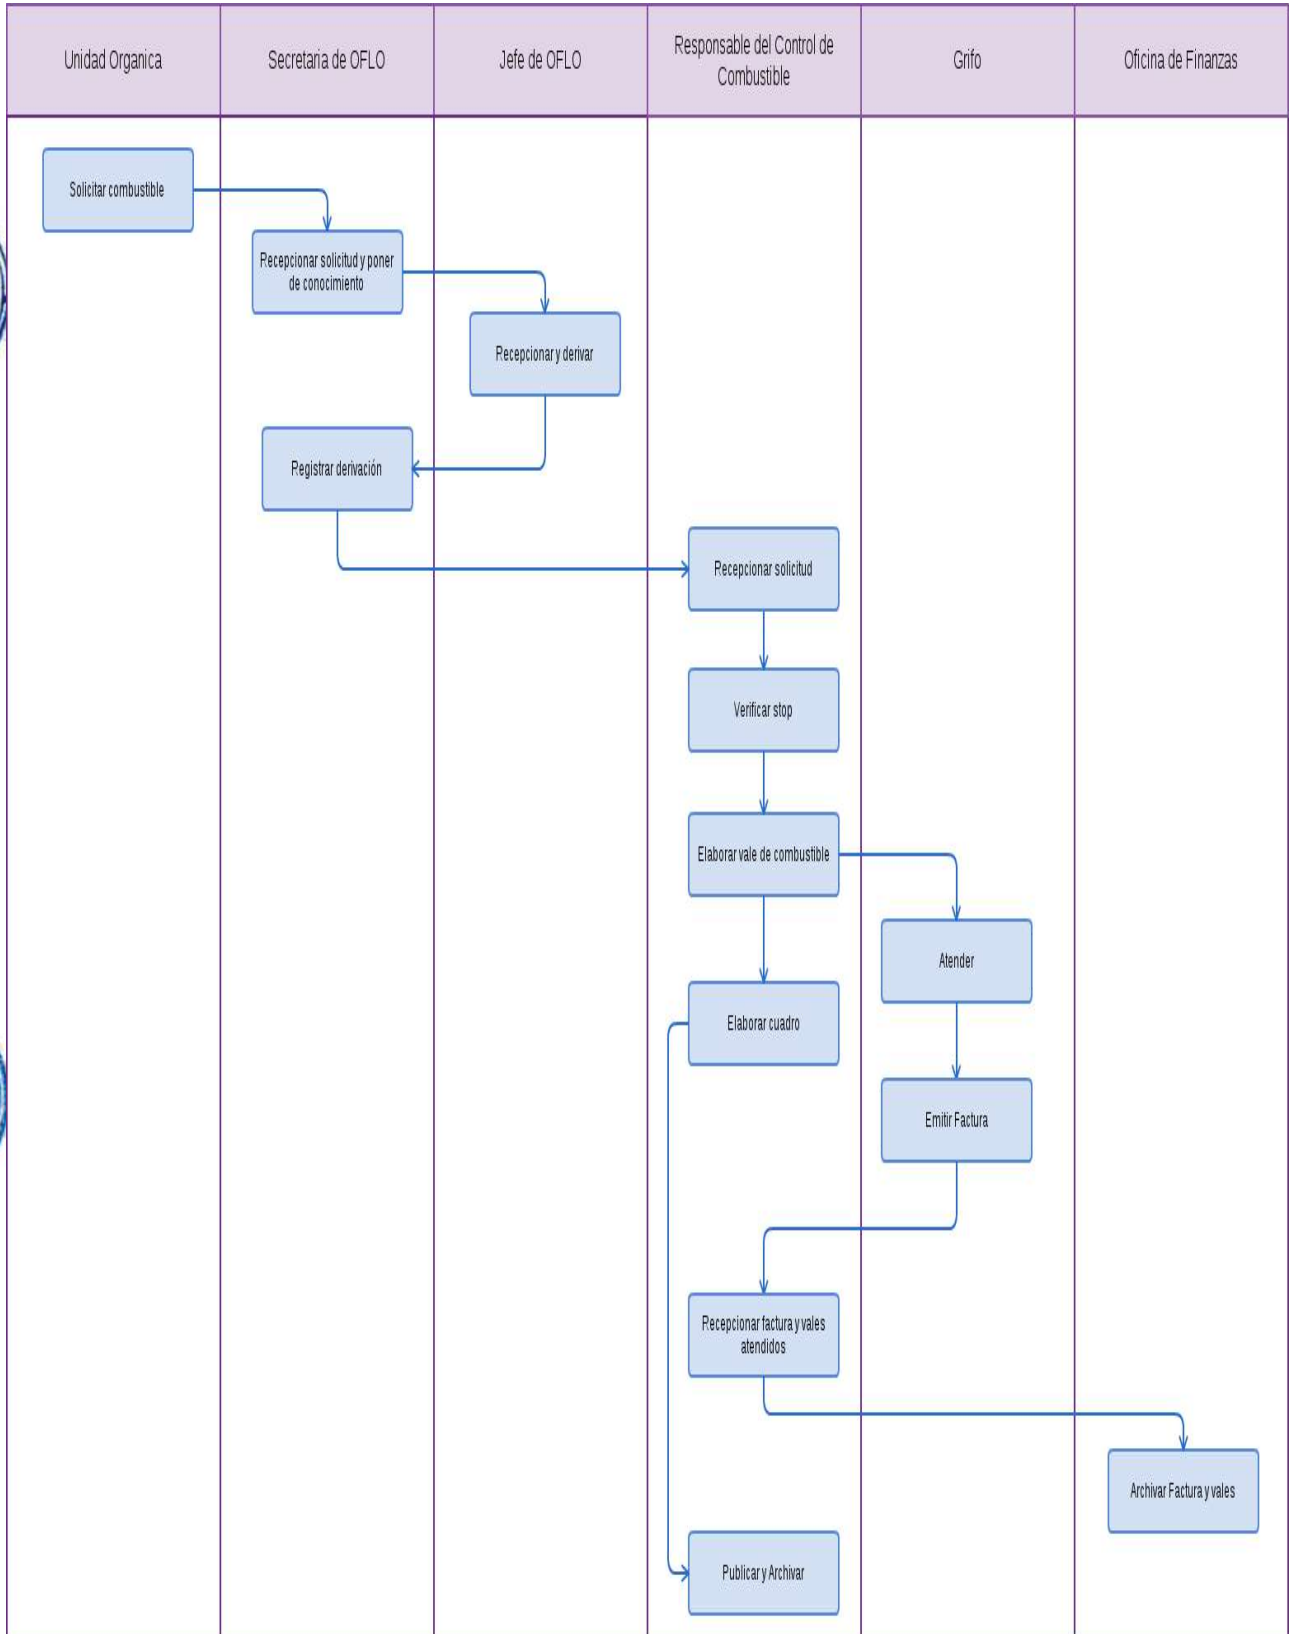 Unidad Organica
Secretaria de OFLO
Jefe de OFLO
Responsable del Control de
Combustible
Grifo
Oficina de Finanzas
Solicitar combustible
Recepcionar solicitud y poner
de conocimiento
Recepcionar y derivar
Registrar derivación
Recepcionar solicitud
Verificar stop
Elaborar vale de combustible
Atender
Elaborar cuadro
Emitir Factura
Recepcionar factura y vales
atendidos
Archivar Factura y vales
Publicar y Archivar